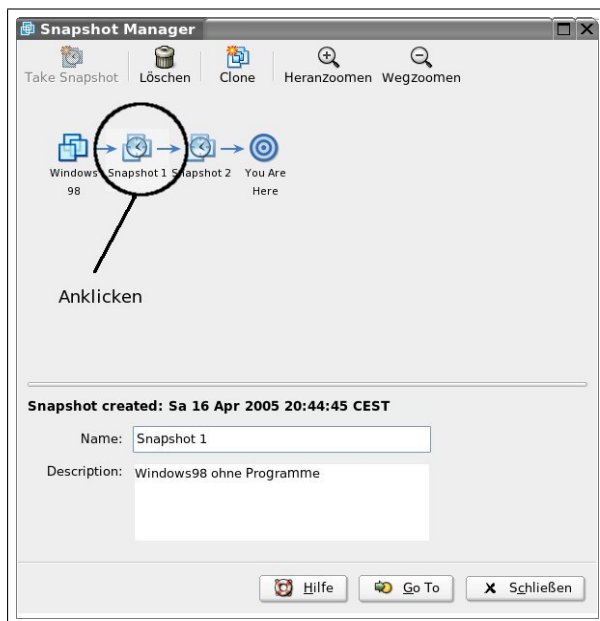 Snapshot Manager
Take Snapshot Löschen Clone Heranzoomen Wegzoomen
Windows Snapshot 1 Snapshot 2 You Are
98 Here
Anklicken
Snapshot created: Sa 16 Apr 2005 20:44:45 CEST
Name: Snapshot 1
Description: Windows98 ohne Programme
Hilfe Go To Schließen